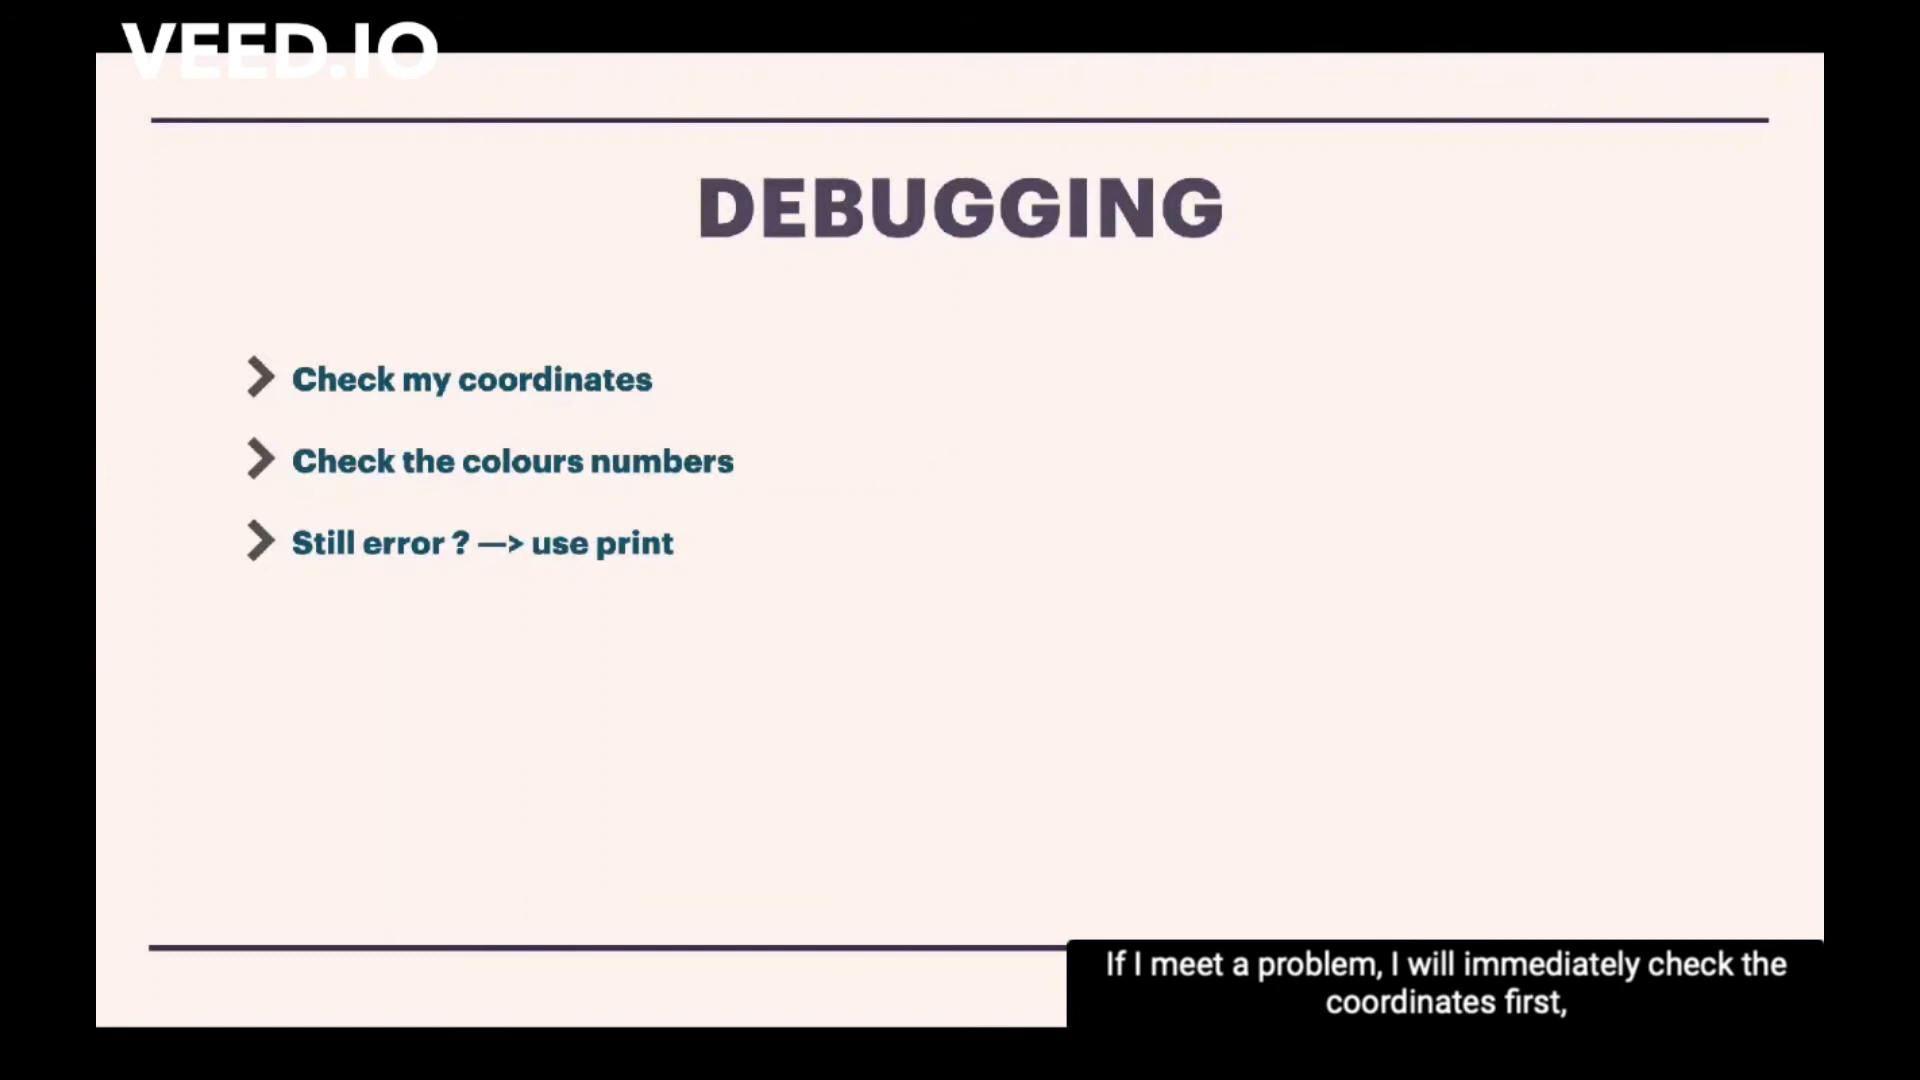 VEED.IO
DEBUGGING
Check my coordinates
Check the colours numbers
Still error ? —> use print
If I meet a problem, I will immediately check the
coordinates first,